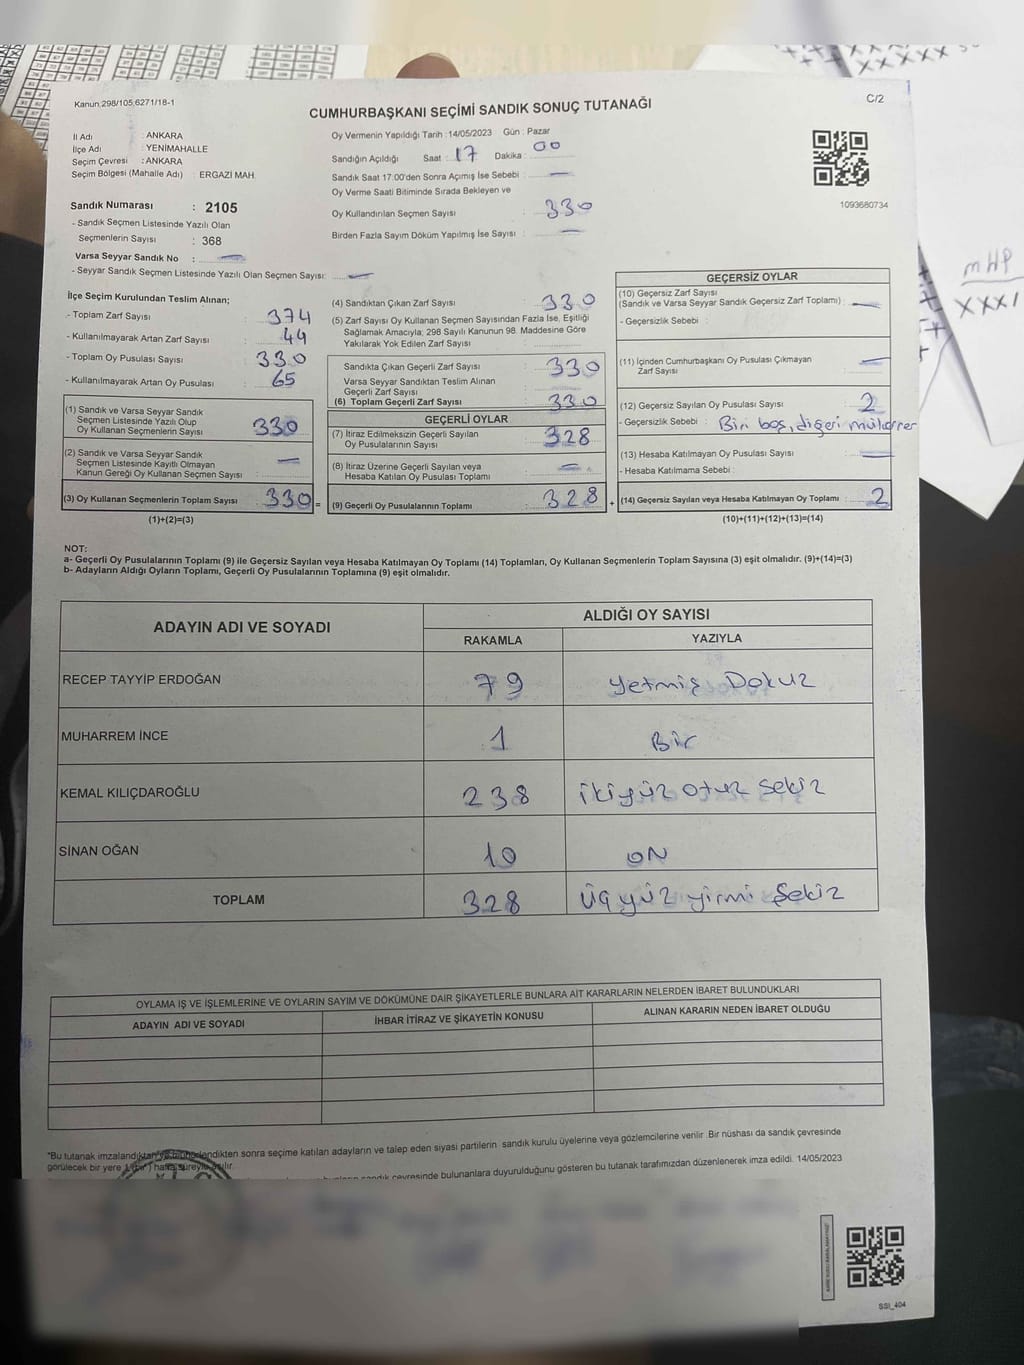 Kanun,298/105,6271/18-1
CUMHURBAŞKANI SEÇİMİ SANDIK SONUÇ TUTANAĞI
C/2
İl Adı : ANKARA
İlçe Adı : YENİMAHALLE
Seçim Çevresi : ANKARA
Seçim Bölgesi (Mahalle Adı) : ERGAZİ MAH.
Sandık Numarası : 2105
- Sandık Seçmen Listesinde Yazılı Olan
Seçmenlerin Sayısı : 368
Varsa Seyyar Sandık No : —
- Seyyar Sandık Seçmen Listesinde Yazılı Olan Seçmen Sayısı: —
Oy Vermenin Yapıldığı Tarih : 14/05/2023 Gün : Pazar
Sandığın Açıldığı Saat : 17 Dakika : 00
Sandık Saat 17:00'den Sonra Açımış İse Sebebi : —
Oy Verme Saati Bitiminde Sırada Bekleyen ve
Oy Kullandırılan Seçmen Sayısı : 330
Birden Fazla Sayım Döküm Yapılmış İse Sayısı : —
1093680734
İlçe Seçim Kurulundan Teslim Alınan;
- Toplam Zarf Sayısı : 374
- Kullanılmayarak Artan Zarf Sayısı : 44
- Toplam Oy Pusulası Sayısı : 330
- Kullanılmayarak Artan Oy Pusulası : 65
(1) Sandık ve Varsa Seyyar Sandık
Seçmen Listesinde Yazılı Olup
Oy Kullanan Seçmenlerin Sayısı : 330
(2) Sandık ve Varsa Seyyar Sandık
Seçmen Listesinde Kayıtlı Olmayan
Kanun Gereği Oy Kullanan Seçmen Sayısı : —
(3) Oy Kullanan Seçmenlerin Toplam Sayısı : 330 =
(1)+(2)=(3)
(4) Sandıktan Çıkan Zarf Sayısı : 330
(5) Zarf Sayısı Oy Kullanan Seçmen Sayısından Fazla İse, Eşitliği
Sağlamak Amacıyla; 298 Sayılı Kanunun 98. Maddesine Göre
Yakılarak Yok Edilen Zarf Sayısı :
Sandıkta Çıkan Geçerli Zarf Sayısı : 330
Varsa Seyyar Sandıktan Teslim Alınan
Geçerli Zarf Sayısı :
(6) Toplam Geçerli Zarf Sayısı : 330
GEÇERLİ OYLAR
(7) İtiraz Edilmeksizin Geçerli Sayılan
Oy Pusulalarının Sayısı : 328
(8) İtiraz Üzerine Geçerli Sayılan veya
Hesaba Katılan Oy Pusulası Toplamı : —
(9) Geçerli Oy Pusulalarının Toplamı : 328 +
GEÇERSİZ OYLAR
(10) Geçersiz Zarf Sayısı
(Sandık ve Varsa Seyyar Sandık Geçersiz Zarf Toplamı) : —
- Geçersizlik Sebebi :
(11) İçinden Cumhurbaşkanı Oy Pusulası Çıkmayan
Zarf Sayısı : —
(12) Geçersiz Sayılan Oy Pusulası Sayısı : 2
- Geçersizlik Sebebi : Biri boş, diğeri mükerrer
(13) Hesaba Katılmayan Oy Pusulası Sayısı : —
- Hesaba Katılmama Sebebi :
(14) Geçersiz Sayılan veya Hesaba Katılmayan Oy Toplamı : 2
(10)+(11)+(12)+(13)=(14)
NOT:
a- Geçerli Oy Pusulalarının Toplamı (9) ile Geçersiz Sayılan veya Hesaba Katılmayan Oy Toplamı (14) Toplamları, Oy Kullanan Seçmenlerin Toplam Sayısına (3) eşit olmalıdır. (9)+(14)=(3)
b- Adayların Aldığı Oyların Toplamı, Geçerli Oy Pusulalarının Toplamına (9) eşit olmalıdır.
ADAYIN ADI VE SOYADI
ALDIĞI OY SAYISI
RAKAMLA YAZIYLA
RECEP TAYYİP ERDOĞAN 79 Yetmiş Dokuz
MUHARREM İNCE 1 Bir
KEMAL KILIÇDAROĞLU 238 ikiyüz otuz sekiz
SİNAN OĞAN 10 ON
TOPLAM 328 Üçyüz yirmi Şekiz
OYLAMA İŞ VE İŞLEMLERİNE VE OYLARIN SAYIM VE DÖKÜMÜNE DAİR ŞİKAYETLERLE BUNLARA AİT KARARLARIN NELERDEN İBARET BULUNDUKLARI
ADAYIN ADI VE SOYADI İHBAR İTİRAZ VE ŞİKAYETİN KONUSU ALINAN KARARIN NEDEN İBARET OLDUĞU
*Bu tutanak imzalandıktan sonra seçime katılan adayların ve talep eden siyasi partilerin sandık kurulu üyelerine veya gözlemcilerine verilir .Bir nüshası da sandık çevresinde
görülecek bir yere hafta süreyle asılır.
sandık çevresinde bulunanlara duyurulduğunu gösteren bu tutanak tarafımızdan düzenlenerek imza edildi. 14/05/2023
SSI_404
MHP
XXXI